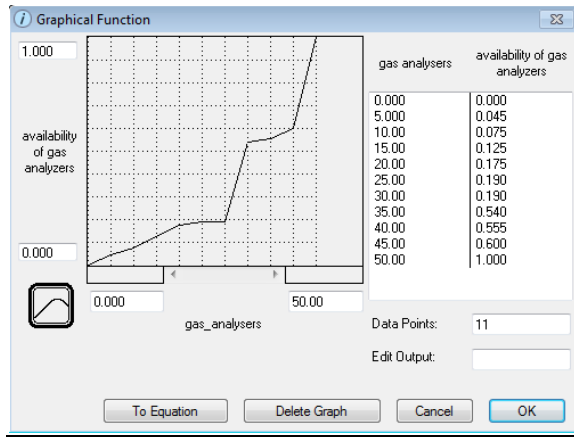 Graphical Function
1.000
availability
of gas
analyzers
0.000
0.000
50.00
gas_analysers
gas analysers
availability of gas
analyzers
0.000 0.000
5.000 0.045
10.00 0.075
15.00 0.125
20.00 0.175
25.00 0.190
30.00 0.190
35.00 0.540
40.00 0.555
45.00 0.600
50.00 1.000
Data Points: 11
Edit Output:
To Equation
Delete Graph
Cancel
OK